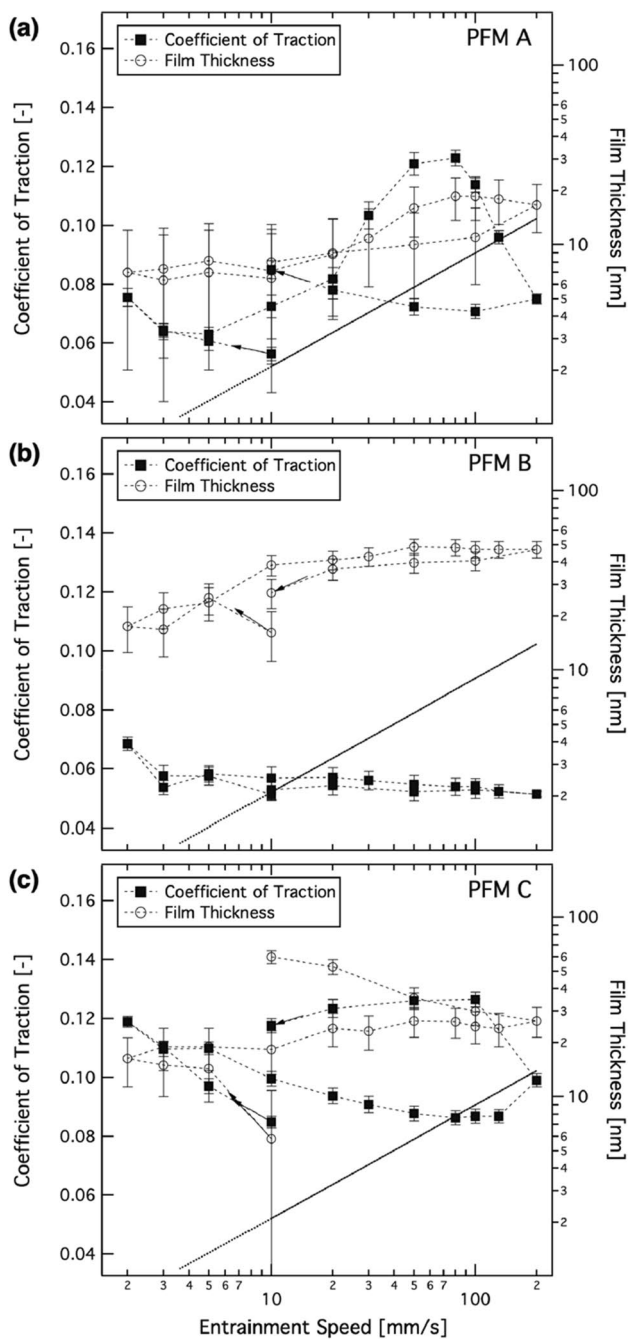 (a)
PFM A
Coefficient of Traction
Film Thickness
0.16
0.14
0.12
0.10
0.08
0.06
0.04
Coefficient of Traction [-]
100
6
5
4
3
2
10
6
5
4
3
2
Film Thickness [nm]
(b)
PFM B
Coefficient of Traction
Film Thickness
0.16
0.14
0.12
0.10
0.08
0.06
0.04
Coefficient of Traction [-]
100
6
5
4
3
2
10
6
5
4
3
2
Film Thickness [nm]
(c)
PFM C
Coefficient of Traction
Film Thickness
0.16
0.14
0.12
0.10
0.08
0.06
0.04
Coefficient of Traction [-]
100
6
5
4
3
2
10
6
5
4
3
2
Film Thickness [nm]
2 3 4 5 6 7 10 2 3 4 5 6 7 100 2
Entrainment Speed [mm/s]